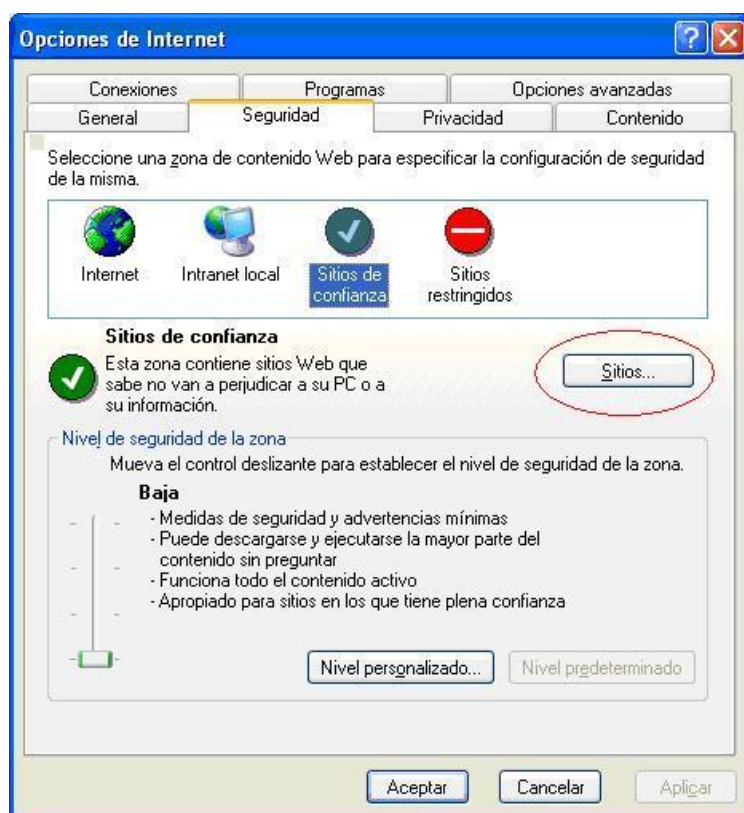 Opciones de Internet
Conexiones Programas Opciones avanzadas
General Seguridad Privacidad Contenido
Seleccione una zona de contenido Web para especificar la configuración de seguridad
de la misma.
Internet Intranet local Sitios de Sitios
confianza restringidos
Sitios de confianza
Esta zona contiene sitios Web que
sabe no van a perjudicar a su PC o a
su información.
Sitios...
Nivel de seguridad de la zona
Mueva el control deslizante para establecer el nivel de seguridad de la zona.
Baja
- Medidas de seguridad y advertencias mínimas
- Puede descargarse y ejecutarse la mayor parte del
contenido sin preguntar
- Funciona todo el contenido activo
- Apropiado para sitios en los que tiene plena confianza
Nivel personalizado... Nivel predeterminado
Aceptar Cancelar Aplicar